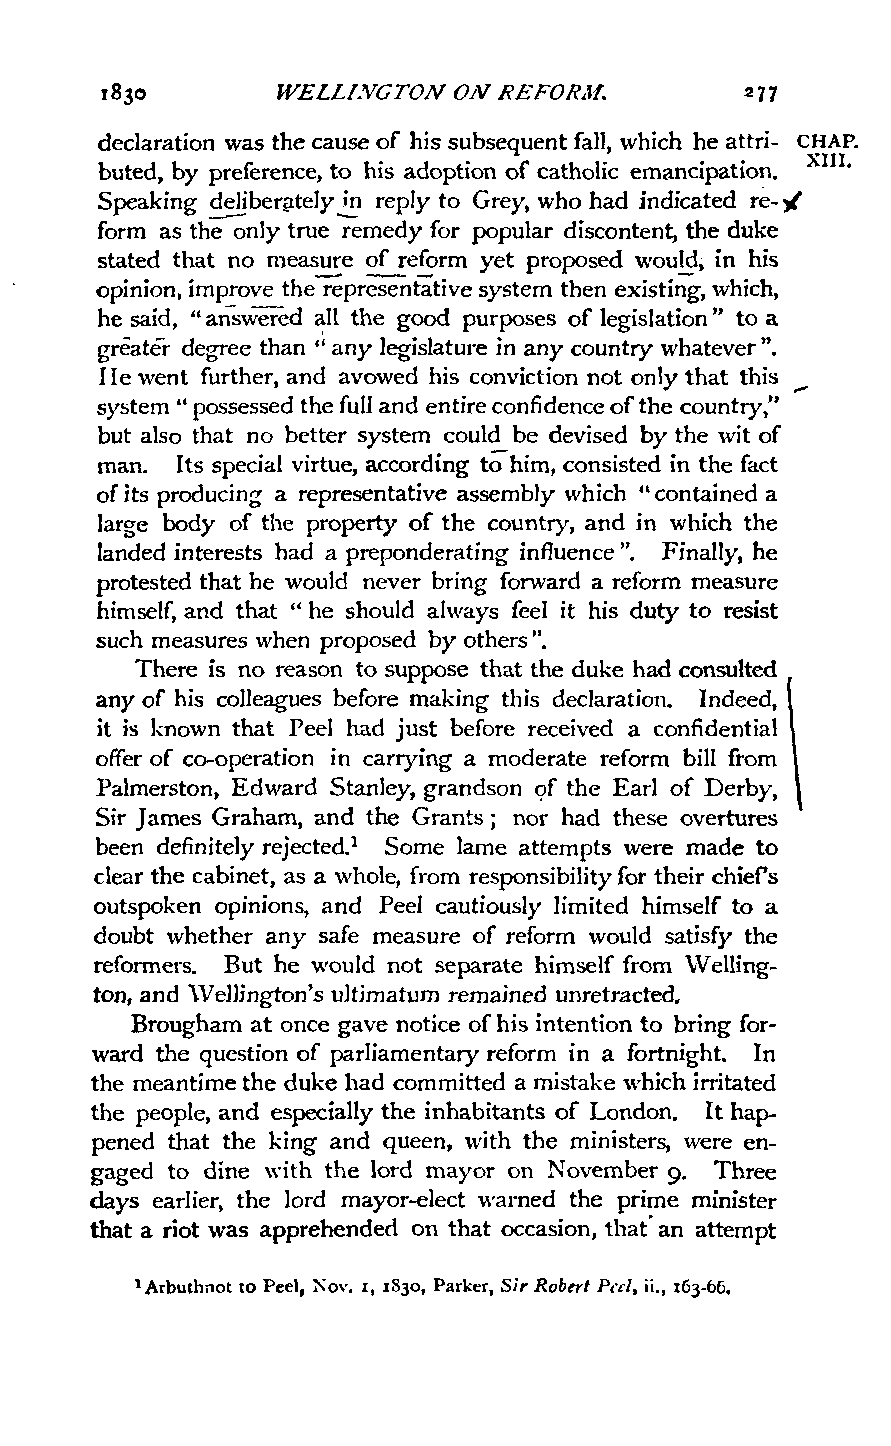 1830 WELLINGTON ON REFORM. 277
declaration was the cause of his subsequent fall, which he attri- CHAP.
buted, by preference, to his adoption of catholic emancipation. XIII.
Speaking deliberately in reply to Grey, who had indicated re-
form as the only true remedy for popular discontent, the duke
stated that no measure of reform yet proposed would, in his
opinion, improve the representative system then existing, which,
he said, "answered all the good purposes of legislation" to a
greater degree than "any legislature in any country whatever".
He went further, and avowed his conviction not only that this
system "possessed the full and entire confidence of the country,"
but also that no better system could be devised by the wit of
man. Its special virtue, according to him, consisted in the fact
of its producing a representative assembly which "contained a
large body of the property of the country, and in which the
landed interests had a preponderating influence". Finally, he
protested that he would never bring forward a reform measure
himself, and that "he should always feel it his duty to resist
such measures when proposed by others".
There is no reason to suppose that the duke had consulted
any of his colleagues before making this declaration. Indeed,
it is known that Peel had just before received a confidential
offer of co-operation in carrying a moderate reform bill from
Palmerston, Edward Stanley, grandson of the Earl of Derby,
Sir James Graham, and the Grants; nor had these overtures
been definitely rejected.¹ Some lame attempts were made to
clear the cabinet, as a whole, from responsibility for their chief's
outspoken opinions, and Peel cautiously limited himself to a
doubt whether any safe measure of reform would satisfy the
reformers. But he would not separate himself from Welling-
ton, and Wellington's ultimatum remained unretracted.
Brougham at once gave notice of his intention to bring for-
ward the question of parliamentary reform in a fortnight. In
the meantime the duke had committed a mistake which irritated
the people, and especially the inhabitants of London. It hap-
pened that the king and queen, with the ministers, were en-
gaged to dine with the lord mayor on November 9. Three
days earlier, the lord mayor-elect warned the prime minister
that a riot was apprehended on that occasion, that an attempt
¹ Arbuthnot to Peel, Nov. 1, 1830, Parker, Sir Robert Peel, ii., 163-66.